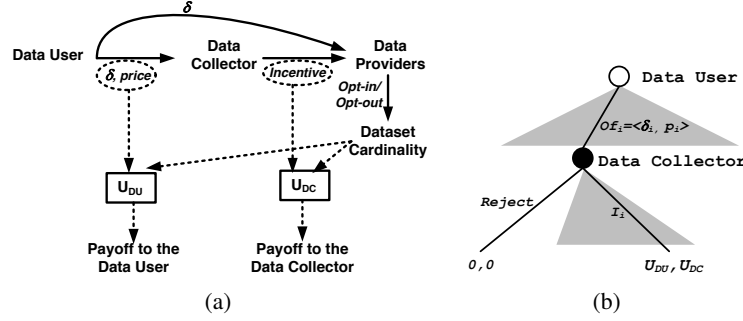 δ
Data User
Data
Collector
Data
Providers
δ, price
Incentive
Opt-in/
Opt-out
Dataset
Cardinality
U_DU
U_DC
Payoff to the
Data User
Payoff to the
Data Collector
(a)
Data User
Of_i=<δ_i, p_i>
Data Collector
Reject
I_i
0,0
U_DU, U_DC
(b)